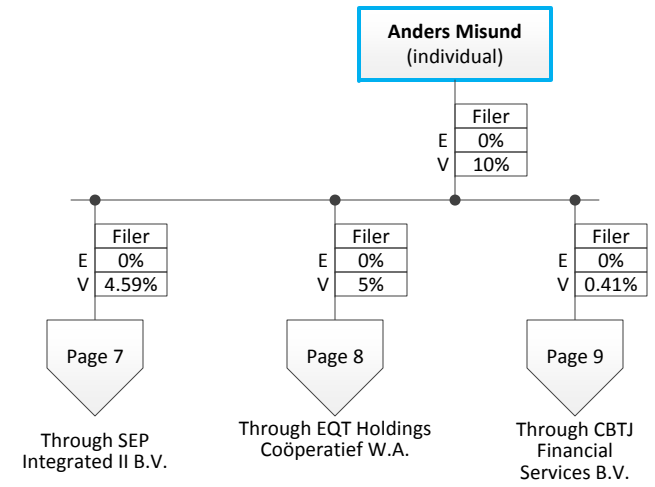 Anders Misund
(individual)
Filer
E 0%
V 10%
Filer
E 0%
V 4.59%
Page 7
Through SEP
Integrated II B.V.
Filer
E 0%
V 5%
Page 8
Through EQT Holdings
Coöperatief W.A.
Filer
E 0%
V 0.41%
Page 9
Through CBTJ
Financial
Services B.V.